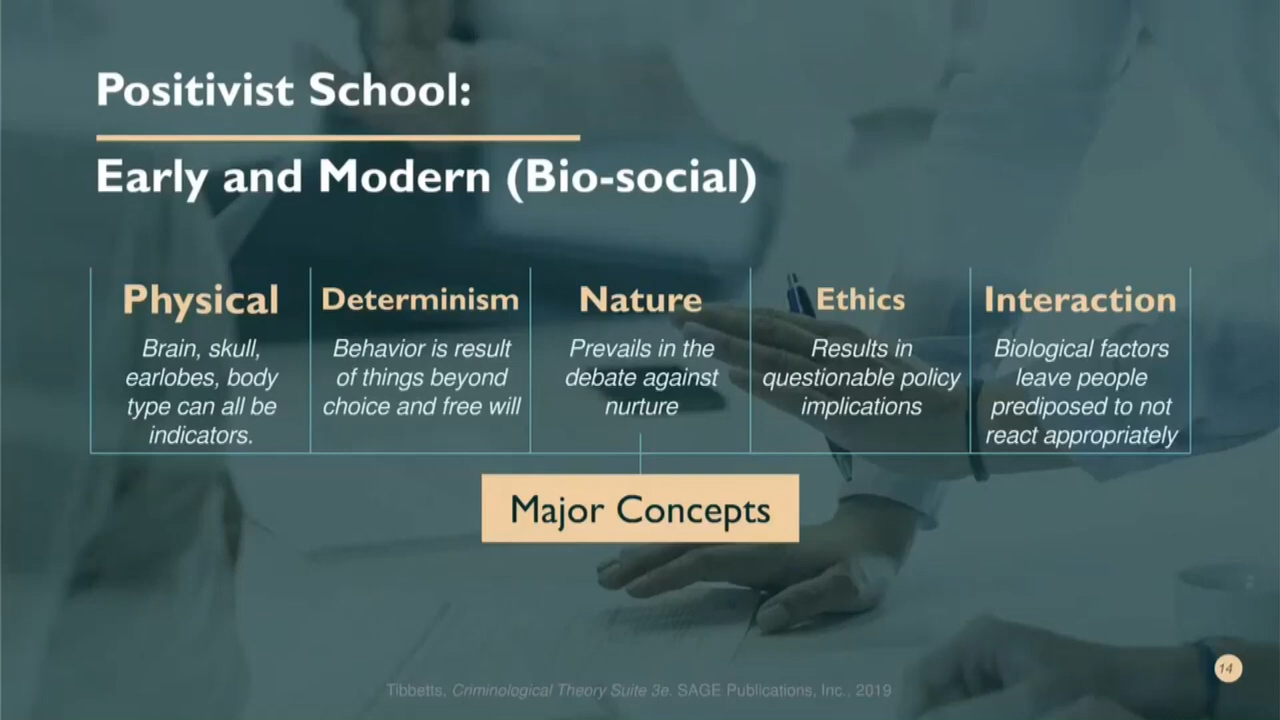 Positivist School:
Early and Modern (Bio-social)
Physical
Brain, skull,
earlobes, body
type can all be
indicators.
Determinism
Behavior is result
of things beyond
choice and free will
Nature
Prevails in the
debate against
nurture
Ethics
Results in
questionable policy
implications
Interaction
Biological factors
leave people
prediposed to not
react appropriately
Major Concepts
14
Tibbetts, Criminological Theory Suite 3e. SAGE Publications, Inc., 2019